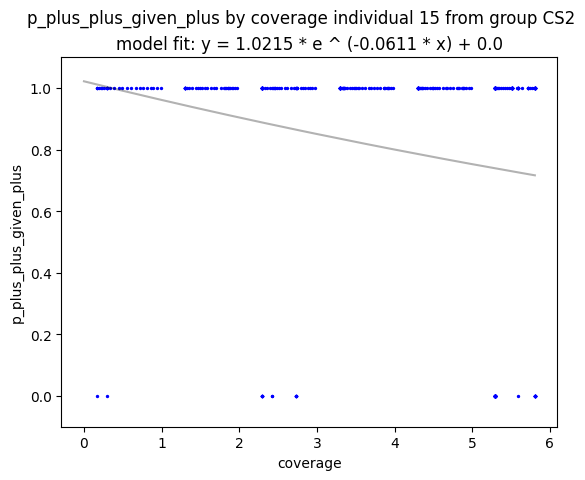 p_plus_plus_given_plus by coverage individual 15 from group CS2
model fit: y = 1.0215 * e ^ (-0.0611 * x) + 0.0
p_plus_plus_given_plus
1.0
0.8
0.6
0.4
0.2
0.0
0 1 2 3 4 5 6
coverage